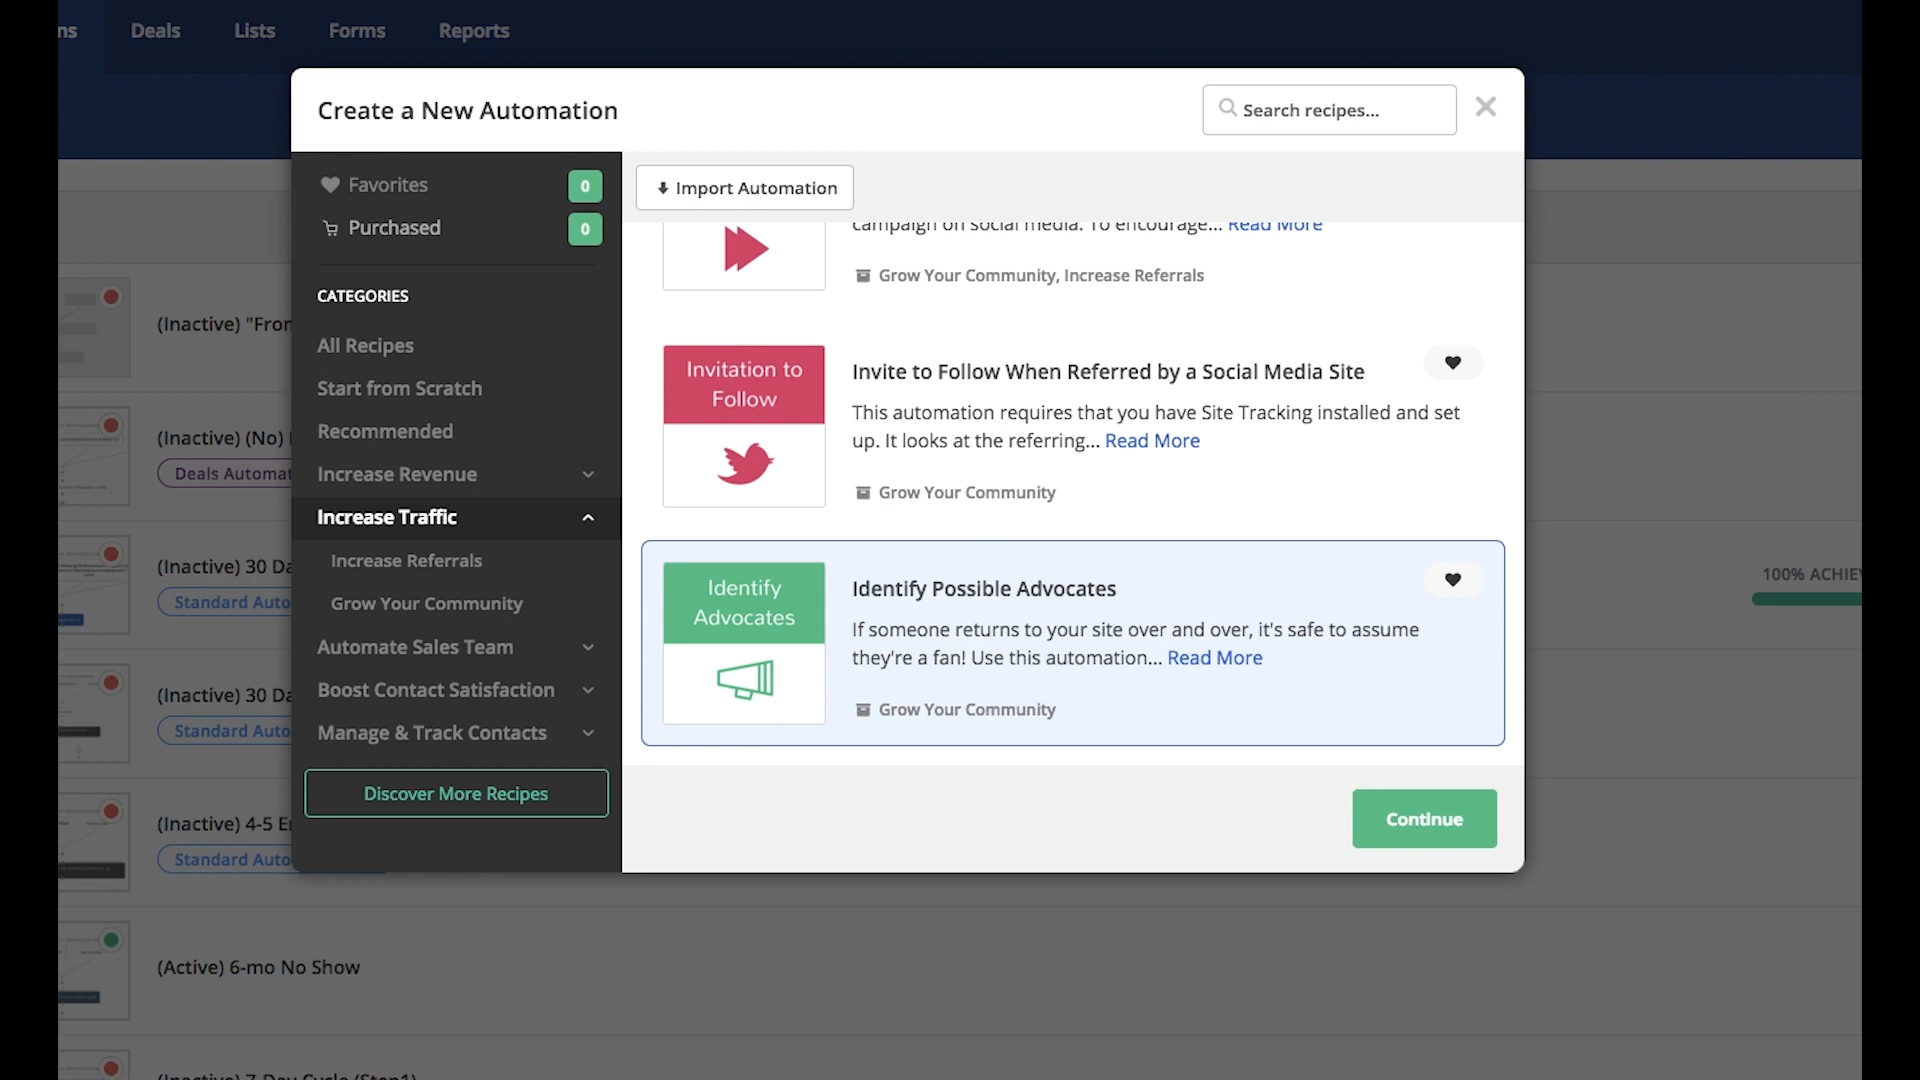 ns
Deals
Lists
Forms
Reports
Create a New Automation
Search recipes...
Favorites
0
Purchased
0
CATEGORIES
All Recipes
Start from Scratch
Recommended
Increase Revenue
Increase Traffic
Increase Referrals
Grow Your Community
Automate Sales Team
Boost Contact Satisfaction
Manage & Track Contacts
Discover More Recipes
Import Automation
campaign on social media. To encourage... Read More
Grow Your Community, Increase Referrals
Invitation to
Follow
Invite to Follow When Referred by a Social Media Site
This automation requires that you have Site Tracking installed and set
up. It looks at the referring... Read More
Grow Your Community
Identify
Advocates
Identify Possible Advocates
If someone returns to your site over and over, it's safe to assume
they're a fan! Use this automation... Read More
Grow Your Community
Continue
(Inactive) "Fron
(Inactive) (No)
Deals Automat
(Inactive) 30 Da
Standard Auto
100% ACHIEV
(Inactive) 30 Da
Standard Auto
(Inactive) 4-5 E
Standard Auto
(Active) 6-mo No Show
(Inactive) 7-Day Cycle (Step1)